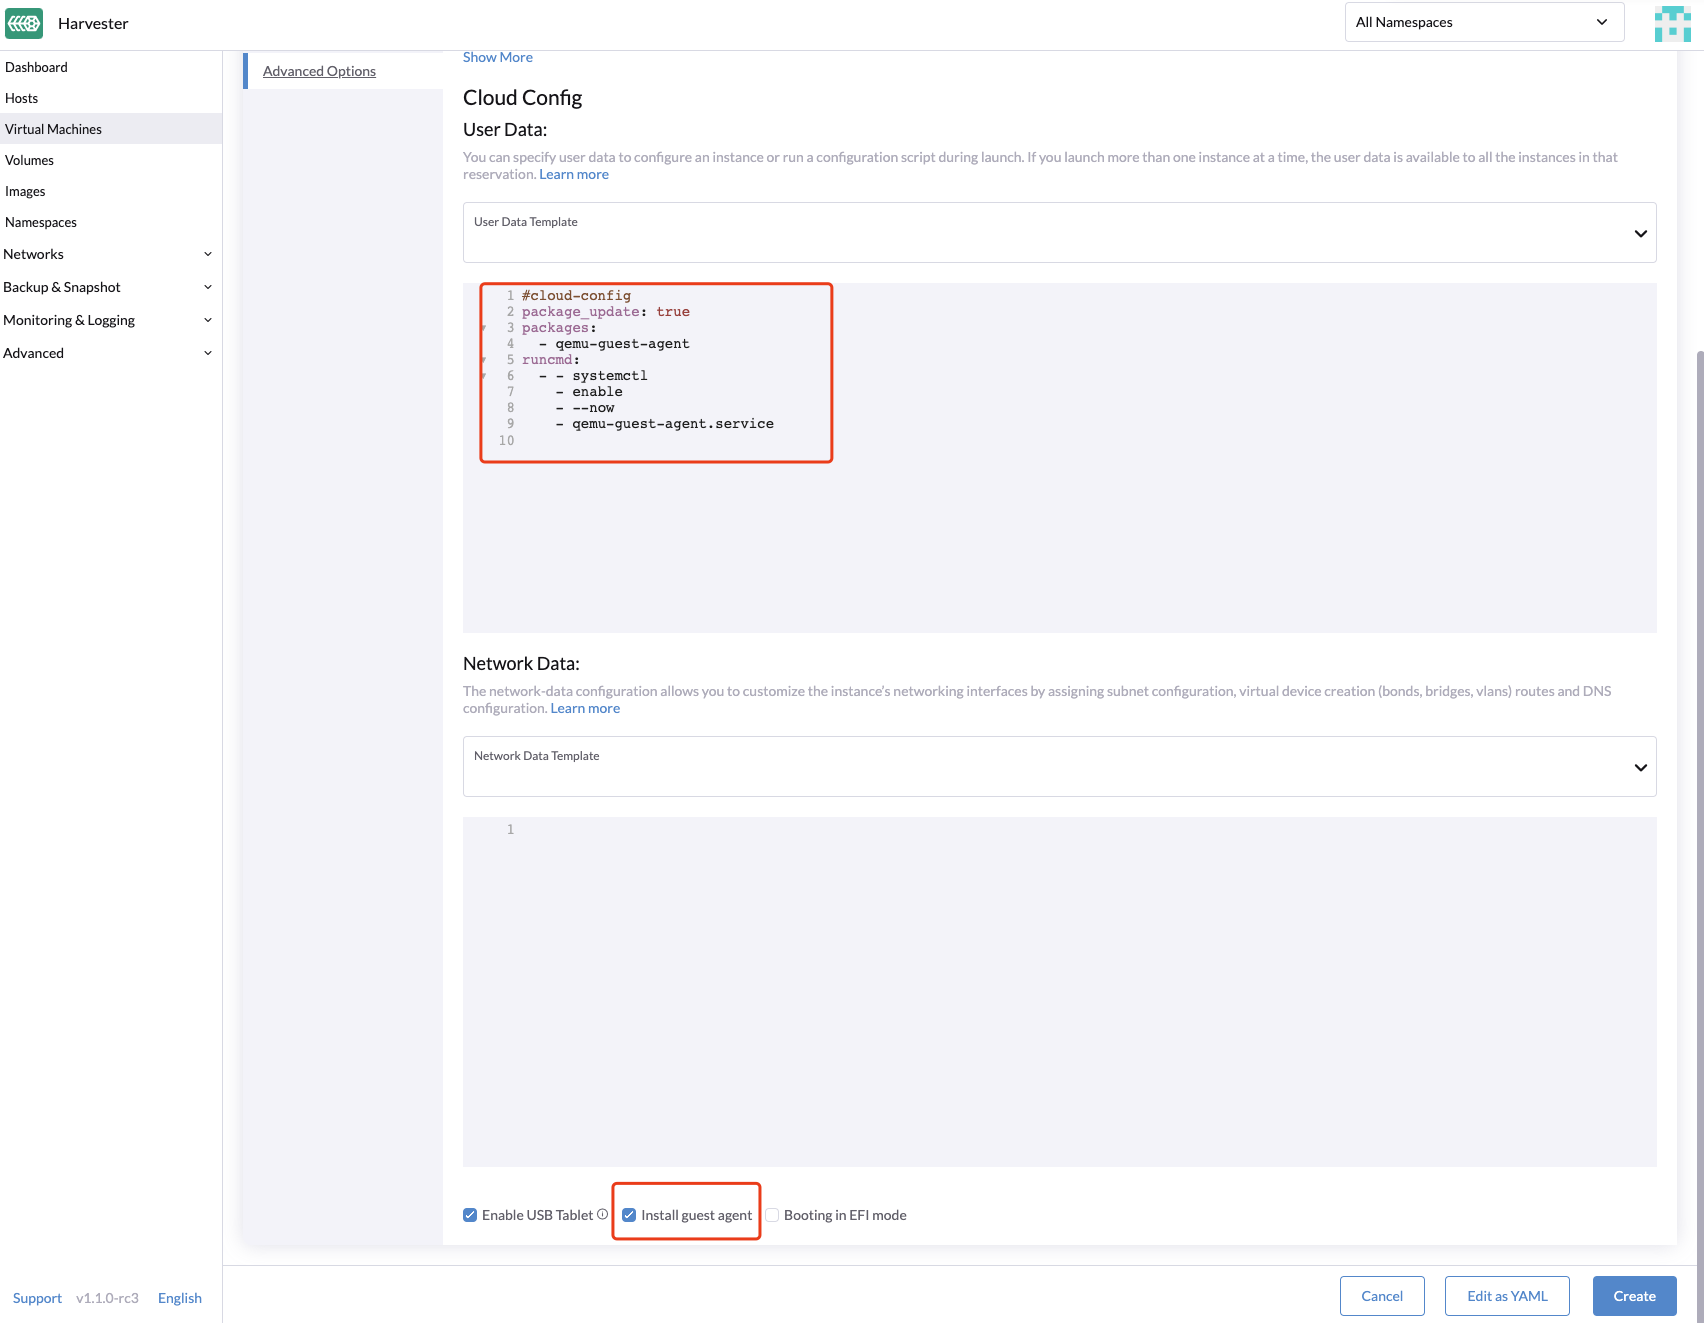 Harvester
All Namespaces
Dashboard
Hosts
Virtual Machines
Volumes
Images
Namespaces
Networks
Backup & Snapshot
Monitoring & Logging
Advanced
Advanced Options
Show More
Cloud Config
User Data:
You can specify user data to configure an instance or run a configuration script during launch. If you launch more than one instance at a time, the user data is available to all the instances in that
reservation. Learn more
User Data Template
1 #cloud-config
2 package_update: true
3 packages:
4   - qemu-guest-agent
5 runcmd:
6   - - systemctl
7     - enable
8     - --now
9     - qemu-guest-agent.service
10
Network Data:
The network-data configuration allows you to customize the instance's networking interfaces by assigning subnet configuration, virtual device creation (bonds, bridges, vlans) routes and DNS
configuration. Learn more
Network Data Template
1
Enable USB Tablet Install guest agent Booting in EFI mode
Support v1.1.0-rc3 English
Cancel Edit as YAML Create